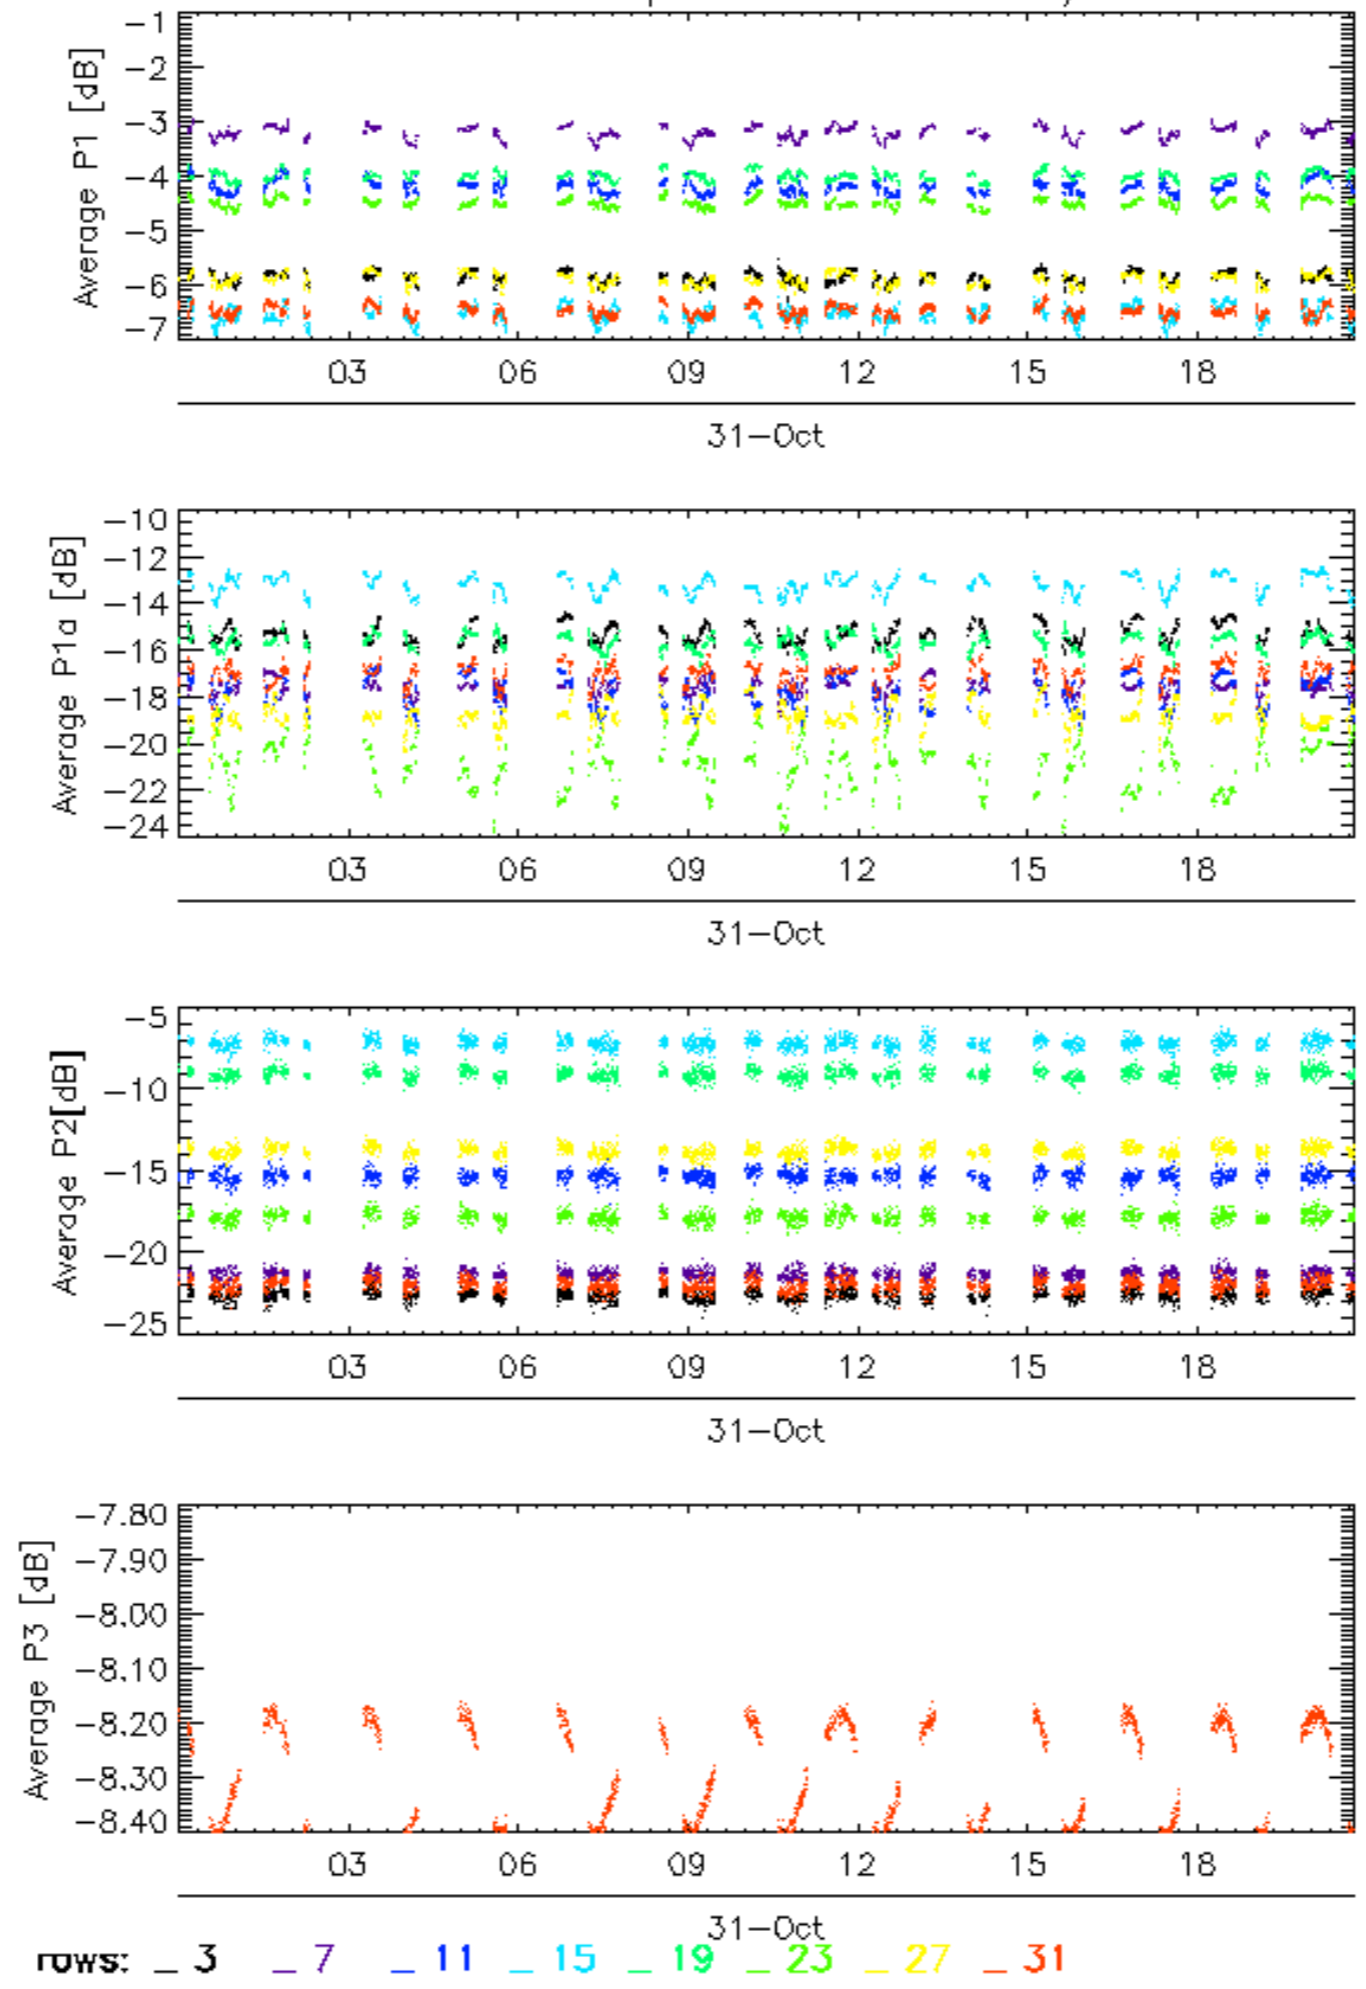 Average P1 [dB]
-1
-2
-3
-4
-5
-6
-7
03 06 09 12 15 18
31-Oct
Average P1a [dB]
-10
-12
-14
-16
-18
-20
-22
-24
03 06 09 12 15 18
31-Oct
Average P2[dB]
-5
-10
-15
-20
-25
03 06 09 12 15 18
31-Oct
Average P3 [dB]
-7.80
-7.90
-8.00
-8.10
-8.20
-8.30
-8.40
03 06 09 12 15 18
31-Oct
rows: _ 3 _ 7 _ 11 _ 15 _ 19 _ 23 _ 27 _ 31